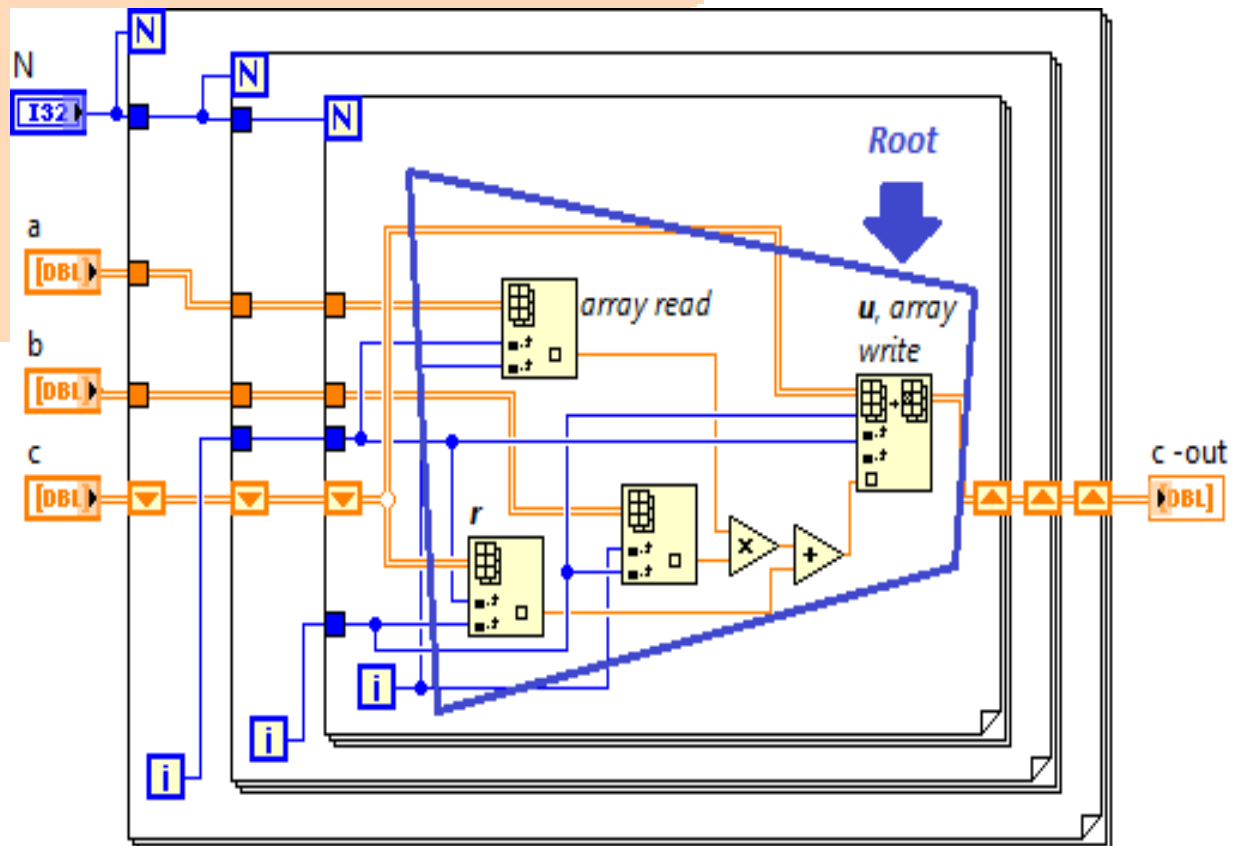 N
N
I32
N
N
Root
a
[DBL]
array read
u, array
write
b
[DBL]
c
[DBL]
r
x
+
c -out
[DBL]
i
i
i